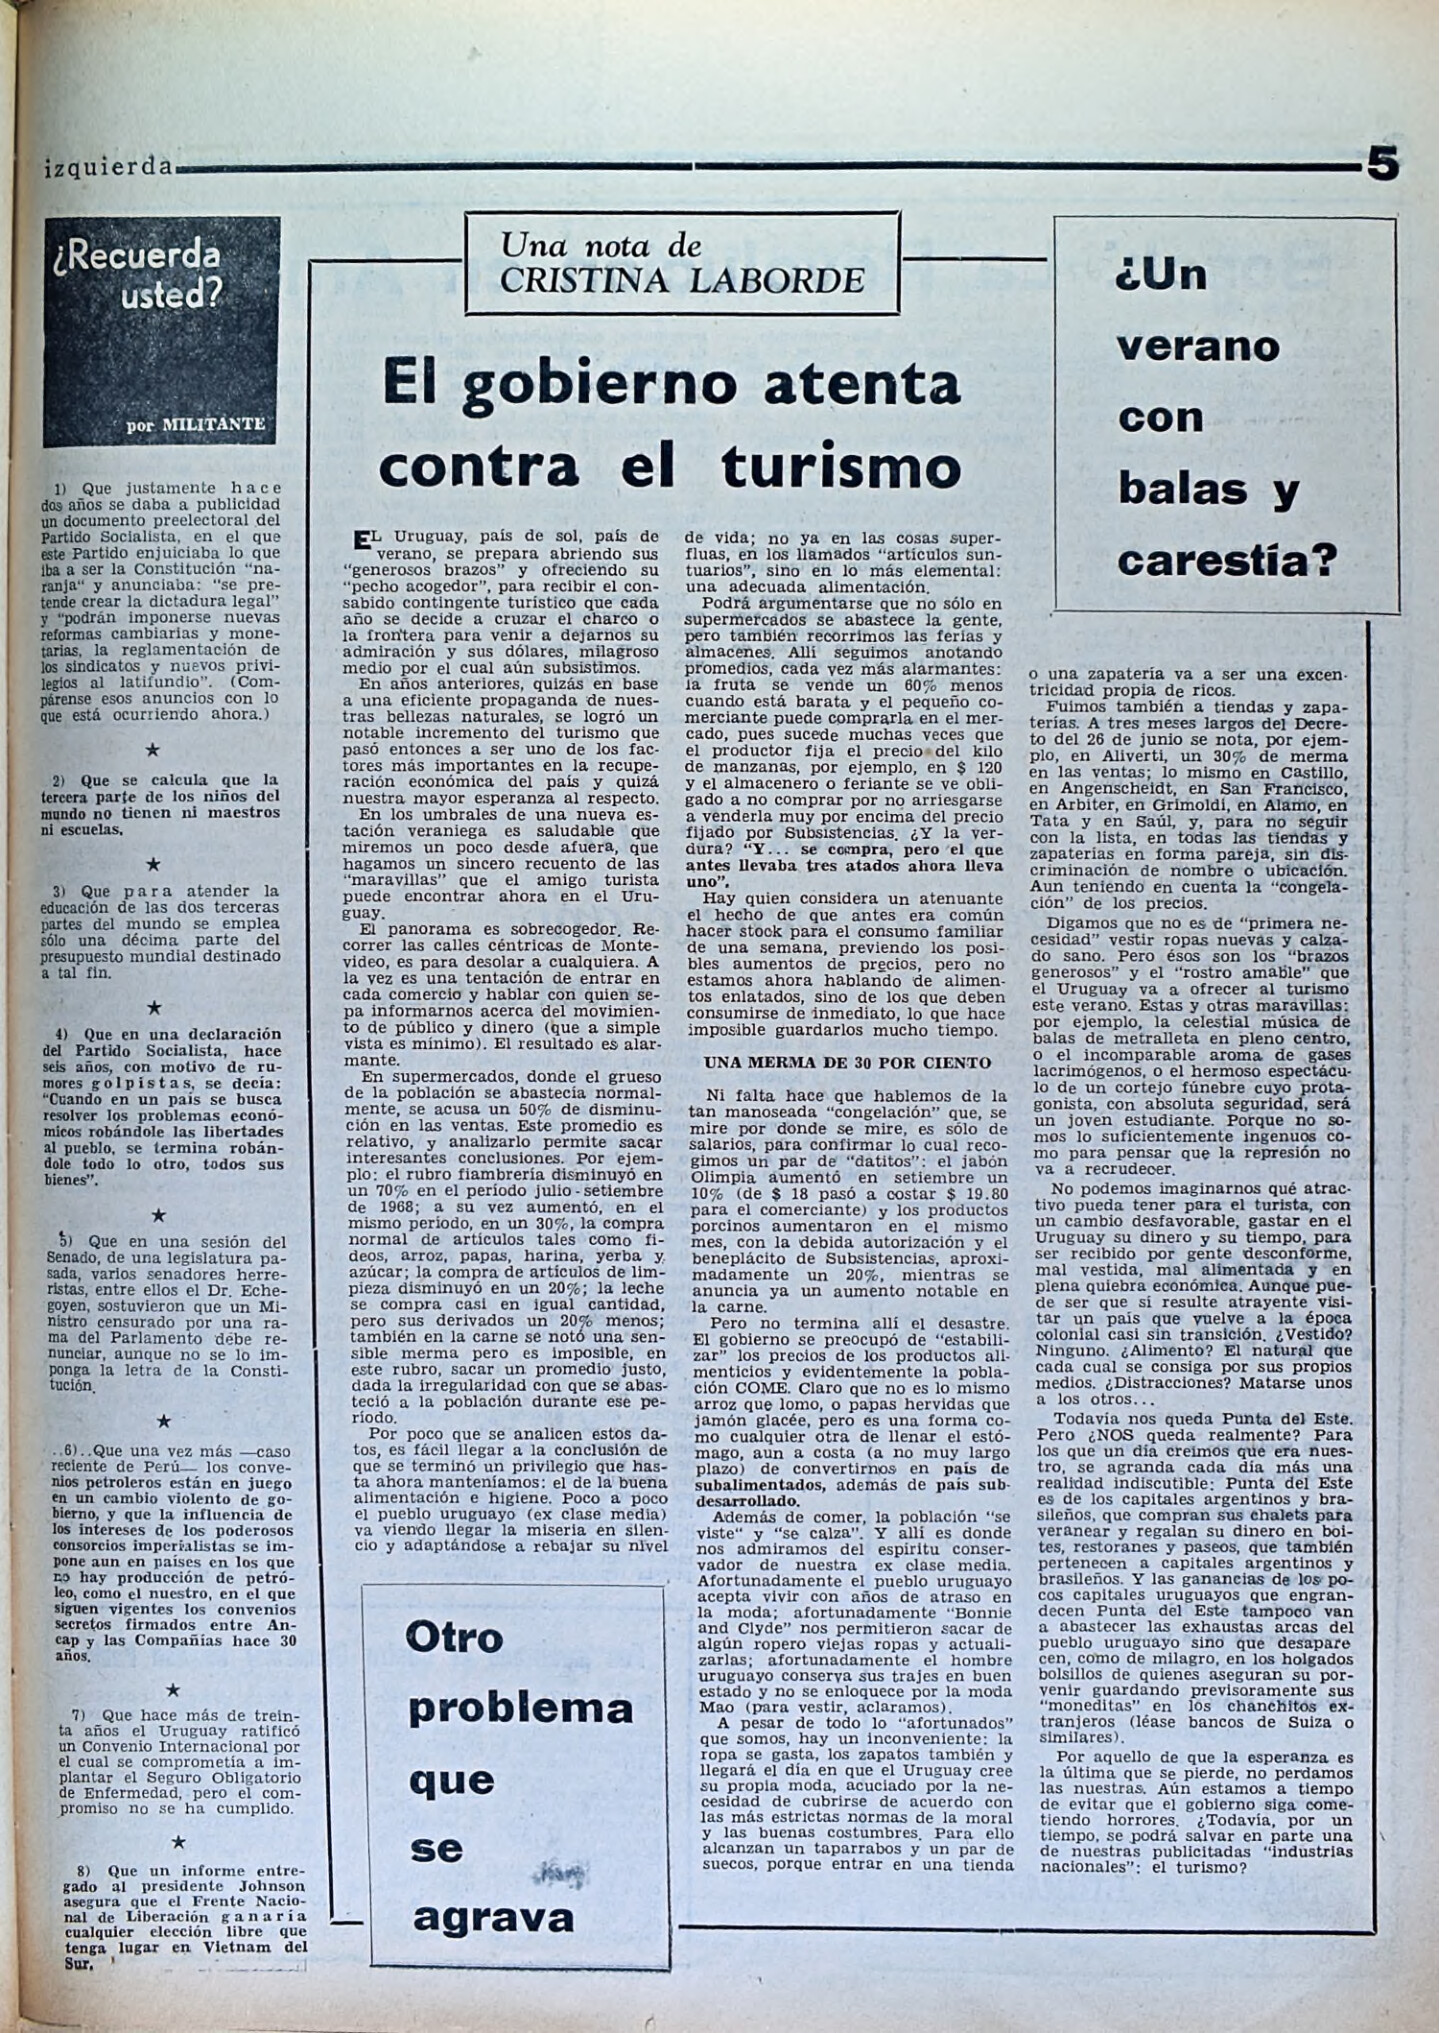 izquierda
5
¿Recuerda
usted?
por MILITANTE
1) Que justamente hace
dos años se daba a publicidad
un documento preelectoral del
Partido Socialista, en el que
este Partido enjuiciaba lo que
iba a ser la Constitución "na-
ranja" y anunciaba: "se pre-
tende crear la dictadura legal"
y "podrán imponerse nuevas
reformas cambiarias y mone-
tarias, la reglamentación de
los sindicatos y nuevos privi-
legios al latifundio". (Com-
párense esos anuncios con lo
que está ocurriendo ahora.)
★
2) Que se calcula que la
tercera parte de los niños del
mundo no tienen ni maestros
ni escuelas.
★
3) Que para atender la
educación de las dos terceras
partes del mundo se emplea
sólo una décima parte del
presupuesto mundial destinado
a tal fin.
★
4) Que en una declaración
del Partido Socialista, hace
seis años, con motivo de ru-
mores golpistas, se decía:
"Cuando en un país se busca
resolver los problemas econó-
micos robándole las libertades
al pueblo, se termina robán-
dole todo lo otro, todos sus
bienes".
★
5) Que en una sesión del
Senado, de una legislatura pa-
sada, varios senadores herre-
ristas, entre ellos el Dr. Eche-
goyen, sostuvieron que un Mi-
nistro censurado por una ra-
ma del Parlamento debe re-
nunciar, aunque no se lo im-
ponga la letra de la Consti-
tución.
★
..6)..Que una vez más —caso
reciente de Perú— los conve-
nios petroleros están en juego
en un cambio violento de go-
bierno, y que la influencia de
los intereses de los poderosos
consorcios imperialistas se im-
pone aun en países en los que
no hay producción de petró-
leo, como el nuestro, en el que
siguen vigentes los convenios
secretos firmados entre An-
cap y las Compañías hace 30
años.
★
7) Que hace más de trein-
ta años el Uruguay ratificó
un Convenio Internacional por
el cual se comprometía a im-
plantar el Seguro Obligatorio
de Enfermedad, pero el com-
promiso no se ha cumplido.
★
8) Que un informe entre-
gado al presidente Johnson
asegura que el Frente Nacio-
nal de Liberación ganaría
cualquier elección libre que
tenga lugar en Vietnam del
Sur.
Una nota de
CRISTINA LABORDE
El gobierno atenta
contra el turismo
¿Un
verano
con
balas y
carestía?
EL Uruguay, país de sol, país de
verano, se prepara abriendo sus
"generosos brazos" y ofreciendo su
"pecho acogedor", para recibir el con-
sabido contingente turístico que cada
año se decide a cruzar el charco o
la frontera para venir a dejarnos su
admiración y sus dólares, milagroso
medio por el cual aún subsistimos.
En años anteriores, quizás en base
a una eficiente propaganda de nues-
tras bellezas naturales, se logró un
notable incremento del turismo que
pasó entonces a ser uno de los fac-
tores más importantes en la recupe-
ración económica del país y quizá
nuestra mayor esperanza al respecto.
En los umbrales de una nueva es-
tación veraniega es saludable que
miremos un poco desde afuera, que
hagamos un sincero recuento de las
"maravillas" que el amigo turista
puede encontrar ahora en el Uru-
guay.
El panorama es sobrecogedor. Re-
correr las calles céntricas de Monte-
video, es para desolar a cualquiera. A
la vez es una tentación de entrar en
cada comercio y hablar con quien se-
pa informarnos acerca del movimien-
to de público y dinero (que a simple
vista es mínimo). El resultado es alar-
mante.
En supermercados, donde el grueso
de la población se abastecía normal-
mente, se acusa un 50% de disminu-
ción en las ventas. Este promedio es
relativo, y analizarlo permite sacar
interesantes conclusiones. Por ejem-
plo: el rubro fiambrería disminuyó en
un 70% en el período julio-setiembre
de 1968; a su vez aumentó, en el
mismo período, en un 30%, la compra
normal de artículos tales como fi-
deos, arroz, papas, harina, yerba y
azúcar; la compra de artículos de lim-
pieza disminuyó en un 20%; la leche
se compra casi en igual cantidad,
pero sus derivados un 20% menos;
también en la carne se notó una sen-
sible merma pero es imposible, en
este rubro, sacar un promedio justo,
dada la irregularidad con que se abas-
teció a la población durante ese pe-
ríodo.
Por poco que se analicen estos da-
tos, es fácil llegar a la conclusión de
que se terminó un privilegio que has-
ta ahora manteníamos: el de la buena
alimentación e higiene. Poco a poco
el pueblo uruguayo (ex clase media)
va viendo llegar la miseria en silen-
cio y adaptándose a rebajar su nivel
Otro
problema
que
se
agrava
de vida; no ya en las cosas super-
fluas, en los llamados "artículos sun-
tuarios", sino en lo más elemental:
una adecuada alimentación.
Podrá argumentarse que no sólo en
supermercados se abastece la gente,
pero también recorrimos las ferias y
almacenes. Allí seguimos anotando
promedios, cada vez más alarmantes:
la fruta se vende un 60% menos
cuando está barata y el pequeño co-
merciante puede comprarla en el mer-
cado, pues sucede muchas veces que
el productor fija el precio del kilo
de manzanas, por ejemplo, en $ 120
y el almacenero o feriante se ve obli-
gado a no comprar por no arriesgarse
a venderla muy por encima del precio
fijado por Subsistencias. ¿Y la ver-
dura? "Y... se compra, pero el que
antes llevaba tres atados ahora lleva
uno".
Hay quien considera un atenuante
el hecho de que antes era común
hacer stock para el consumo familiar
de una semana, previendo los posi-
bles aumentos de precios, pero no
estamos ahora hablando de alimen-
tos enlatados, sino de los que deben
consumirse de inmediato, lo que hace
imposible guardarlos mucho tiempo.
UNA MERMA DE 30 POR CIENTO
Ni falta hace que hablemos de la
tan manoseada "congelación" que, se
mire por donde se mire, es sólo de
salarios, para confirmar lo cual reco-
gimos un par de "datitos": el jabón
Olimpia aumentó en setiembre un
10% (de $ 18 pasó a costar $ 19.80
para el comerciante) y los productos
porcinos aumentaron en el mismo
mes, con la debida autorización y el
beneplácito de Subsistencias, aproxi-
madamente un 20%, mientras se
anuncia ya un aumento notable en
la carne.
Pero no termina allí el desastre.
El gobierno se preocupó de "estabili-
zar" los precios de los productos ali-
menticios y evidentemente la pobla-
ción COME. Claro que no es lo mismo
arroz que lomo, o papas hervidas que
jamón glacée, pero es una forma co-
mo cualquier otra de llenar el estó-
mago, aun a costa (a no muy largo
plazo) de convertirnos en país de
subalimentados, además de país sub-
desarrollado.
Además de comer, la población "se
viste" y "se calza". Y allí es donde
nos admiramos del espíritu conser-
vador de nuestra ex clase media.
Afortunadamente el pueblo uruguayo
acepta vivir con años de atraso en
la moda; afortunadamente "Bonnie
and Clyde" nos permitieron sacar de
algún ropero viejas ropas y actuali-
zarlas; afortunadamente el hombre
uruguayo conserva sus trajes en buen
estado y no se enloquece por la moda
Mao (para vestir, aclaramos).
A pesar de todo lo "afortunados"
que somos, hay un inconveniente: la
ropa se gasta, los zapatos también y
llegará el día en que el Uruguay cree
su propia moda, acuciado por la ne-
cesidad de cubrirse de acuerdo con
las más estrictas normas de la moral
y las buenas costumbres. Para ello
alcanzan un taparrabos y un par de
suecos, porque entrar en una tienda
o una zapatería va a ser una excen-
tricidad propia de ricos.
Fuimos también a tiendas y zapa-
terías. A tres meses largos del Decre-
to del 26 de junio se nota, por ejem-
plo, en Aliverti, un 30% de merma
en las ventas; lo mismo en Castillo,
en Angenscheidt, en San Francisco,
en Arbiter, en Grimoldi, en Alamo, en
Tata y en Saúl, y, para no seguir
con la lista, en todas las tiendas y
zapaterías en forma pareja, sin dis-
criminación de nombre o ubicación.
Aun teniendo en cuenta la "congela-
ción" de los precios.
Digamos que no es de "primera ne-
cesidad" vestir ropas nuevas y calza-
do sano. Pero ésos son los "brazos
generosos" y el "rostro amable" que
el Uruguay va a ofrecer al turismo
este verano. Estas y otras maravillas:
por ejemplo, la celestial música de
balas de metralleta en pleno centro,
o el incomparable aroma de gases
lacrimógenos, o el hermoso espectácu-
lo de un cortejo fúnebre cuyo prota-
gonista, con absoluta seguridad, será
un joven estudiante. Porque no so-
mos lo suficientemente ingenuos co-
mo para pensar que la represión no
va a recrudecer.
No podemos imaginarnos qué atrac-
tivo pueda tener para el turista, con
un cambio desfavorable, gastar en el
Uruguay su dinero y su tiempo, para
ser recibido por gente desconforme,
mal vestida, mal alimentada y en
plena quiebra económica. Aunque pue-
de ser que sí resulte atrayente visi-
tar un país que vuelve a la época
colonial casi sin transición. ¿Vestido?
Ninguno. ¿Alimento? El natural que
cada cual se consiga por sus propios
medios. ¿Distracciones? Matarse unos
a los otros...
Todavía nos queda Punta del Este.
Pero ¿NOS queda realmente? Para
los que un día creímos que era nues-
tro, se agranda cada día más una
realidad indiscutible: Punta del Este
es de los capitales argentinos y bra-
sileños, que compran sus chalets para
veranear y regalan su dinero en boi-
tes, restoranes y paseos, que también
pertenecen a capitales argentinos y
brasileños. Y las ganancias de los po-
cos capitales uruguayos que engran-
decen Punta del Este tampoco van
a abastecer las exhaustas arcas del
pueblo uruguayo sino que desapare
cen, como de milagro, en los holgados
bolsillos de quienes aseguran su por-
venir guardando previsoramente sus
"moneditas" en los chanchitos ex-
tranjeros (léase bancos de Suiza o
similares).
Por aquello de que la esperanza es
la última que se pierde, no perdamos
las nuestras. Aún estamos a tiempo
de evitar que el gobierno siga come-
tiendo horrores. ¿Todavía, por un
tiempo, se podrá salvar en parte una
de nuestras publicitadas "industrias
nacionales": el turismo?